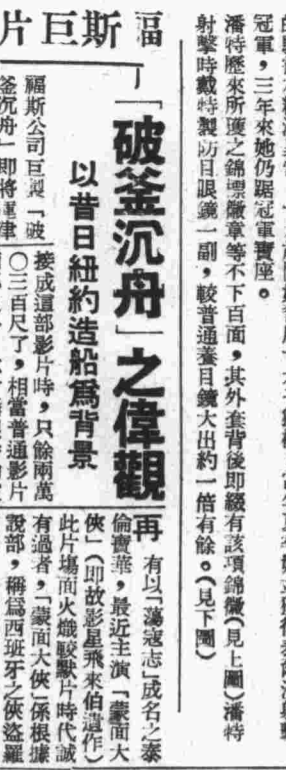 冠軍,三年來她仍踞冠軍寶座。
潘特歷來所獲之錦標徽章等不下百面,其外套背後即綴有該項錦徽(見上圖)潘特
射擊時戴特製防目眼鏡一副,較普通養目鏡大出約一倍有餘。(見下圖)
福斯巨片
「破釜沉舟」之偉觀
以昔日紐約造船爲背景
福斯公司巨製「破
釜沉舟」即將運津
接成這部影片時,只餘兩萬
〇三百尺了,相當普通影片
再
有以「蕩寇志」成名之泰
倫寶華,最近主演「蒙面大
俠」(即故影星飛來伯遺作)
此片塲面火熾較默片時代誠
有過者,「蒙面大俠」係根據
說部,稱爲西班牙之俠盜羅